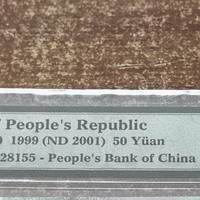 People's Republic
1999 (ND 2001) 50 Yüan
28155 - People's Bank of China